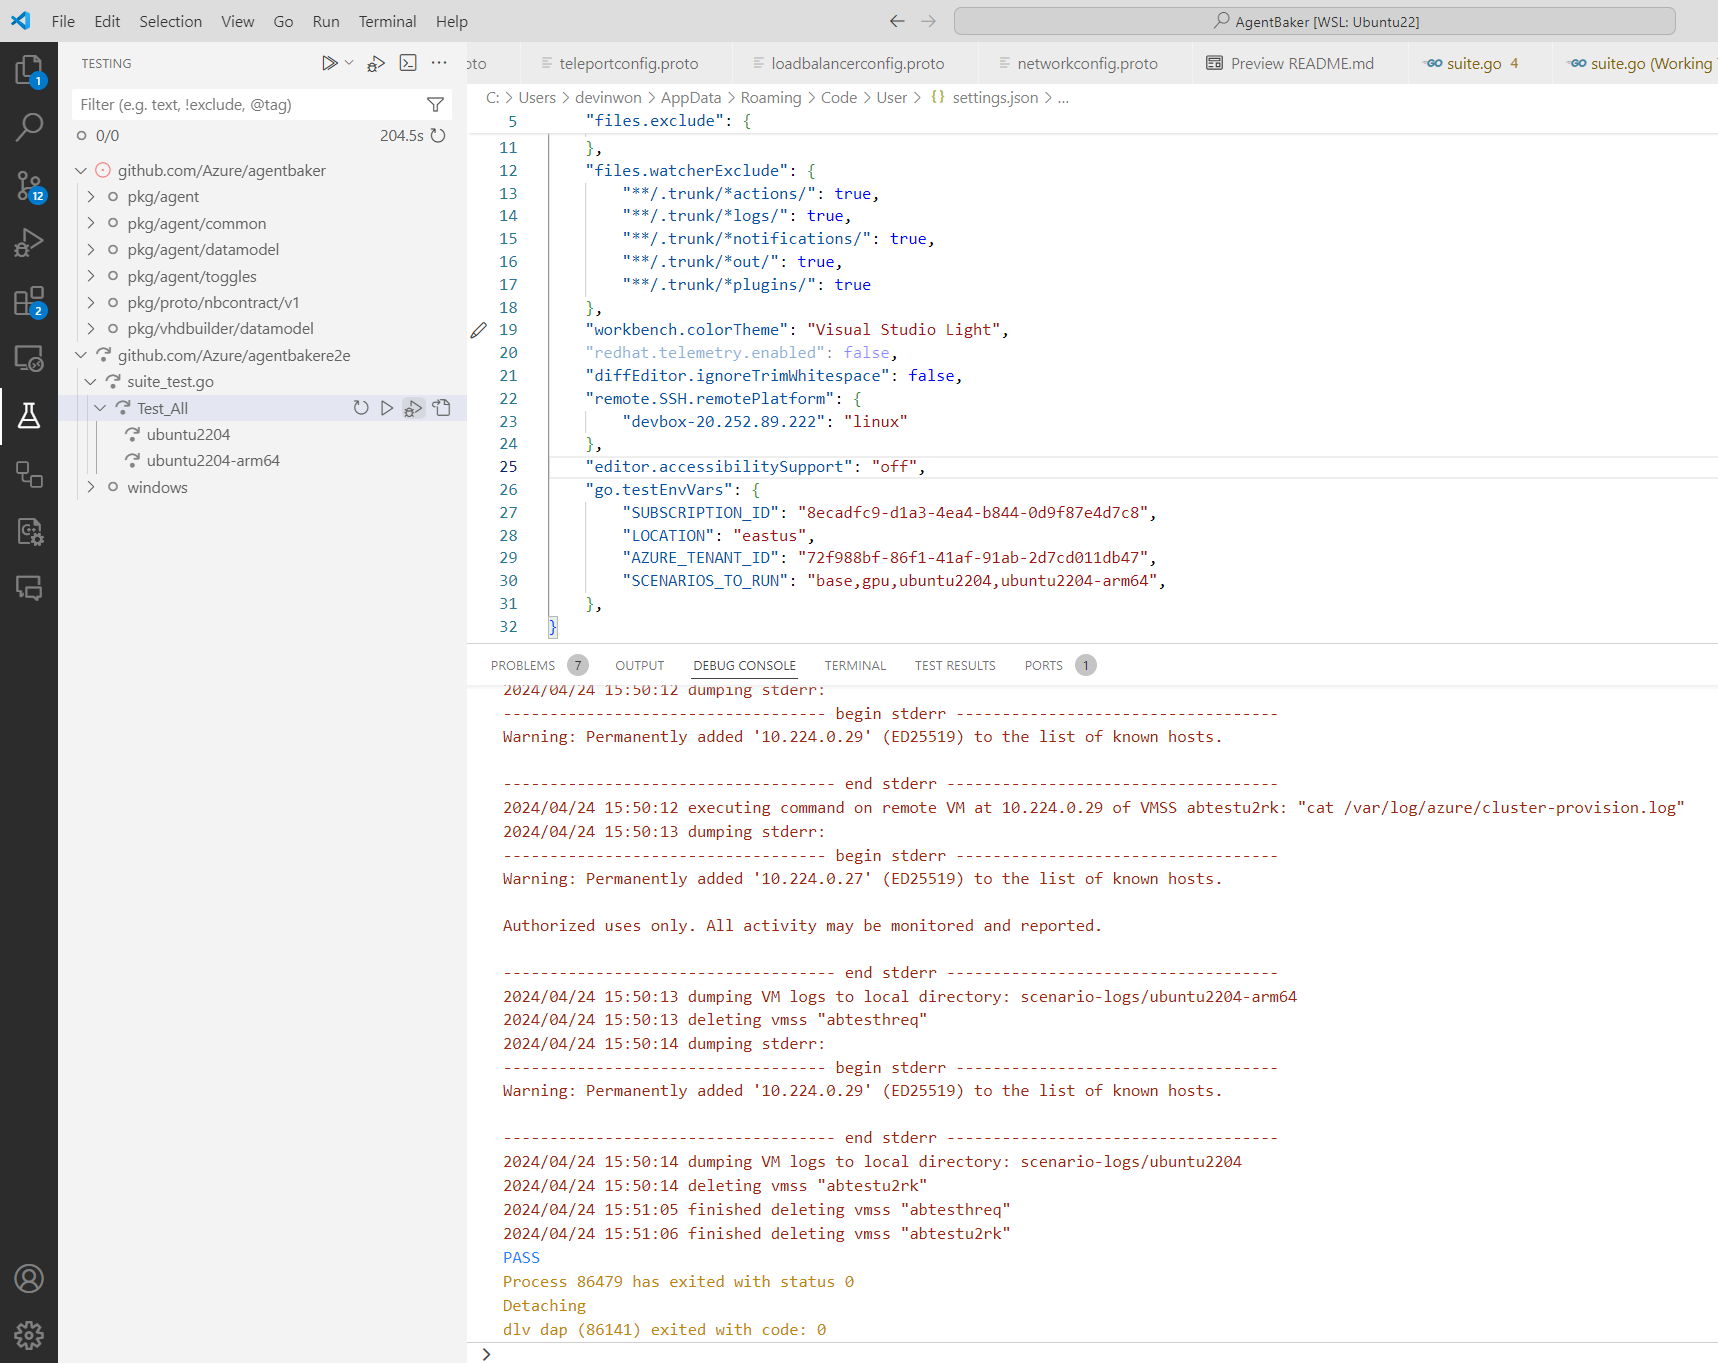 File Edit Selection View Go Run Terminal Help
AgentBaker [WSL: Ubuntu22]
TESTING
Filter (e.g. text, !exclude, @tag)
0/0 204.5s
github.com/Azure/agentbaker
pkg/agent
pkg/agent/common
pkg/agent/datamodel
pkg/agent/toggles
pkg/proto/nbcontract/v1
pkg/vhdbuilder/datamodel
github.com/Azure/agentbakere2e
suite_test.go
Test_All
ubuntu2204
ubuntu2204-arm64
windows
1
12
2
oto teleportconfig.proto loadbalancerconfig.proto networkconfig.proto Preview README.md suite.go 4 suite.go (Working
C: > Users > devinwon > AppData > Roaming > Code > User > {} settings.json > ...
5 "files.exclude": {
11 },
12 "files.watcherExclude": {
13 "**/.trunk/*actions/": true,
14 "**/.trunk/*logs/": true,
15 "**/.trunk/*notifications/": true,
16 "**/.trunk/*out/": true,
17 "**/.trunk/*plugins/": true
18 },
19 "workbench.colorTheme": "Visual Studio Light",
20 "redhat.telemetry.enabled": false,
21 "diffEditor.ignoreTrimWhitespace": false,
22 "remote.SSH.remotePlatform": {
23 "devbox-20.252.89.222": "linux"
24 },
25 "editor.accessibilitySupport": "off",
26 "go.testEnvVars": {
27 "SUBSCRIPTION_ID": "8ecadfc9-d1a3-4ea4-b844-0d9f87e4d7c8",
28 "LOCATION": "eastus",
29 "AZURE_TENANT_ID": "72f988bf-86f1-41af-91ab-2d7cd011db47",
30 "SCENARIOS_TO_RUN": "base,gpu,ubuntu2204,ubuntu2204-arm64",
31 },
32 }
PROBLEMS 7 OUTPUT DEBUG CONSOLE TERMINAL TEST RESULTS PORTS 1
2024/04/24 15:50:12 dumping stderr:
----------------------------------- begin stderr -----------------------------------
Warning: Permanently added '10.224.0.29' (ED25519) to the list of known hosts.
------------------------------------ end stderr ------------------------------------
2024/04/24 15:50:12 executing command on remote VM at 10.224.0.29 of VMSS abtestu2rk: "cat /var/log/azure/cluster-provision.log"
2024/04/24 15:50:13 dumping stderr:
----------------------------------- begin stderr -----------------------------------
Warning: Permanently added '10.224.0.27' (ED25519) to the list of known hosts.
Authorized uses only. All activity may be monitored and reported.
------------------------------------ end stderr ------------------------------------
2024/04/24 15:50:13 dumping VM logs to local directory: scenario-logs/ubuntu2204-arm64
2024/04/24 15:50:13 deleting vmss "abtesthreq"
2024/04/24 15:50:14 dumping stderr:
----------------------------------- begin stderr -----------------------------------
Warning: Permanently added '10.224.0.29' (ED25519) to the list of known hosts.
------------------------------------ end stderr ------------------------------------
2024/04/24 15:50:14 dumping VM logs to local directory: scenario-logs/ubuntu2204
2024/04/24 15:50:14 deleting vmss "abtestu2rk"
2024/04/24 15:51:05 finished deleting vmss "abtesthreq"
2024/04/24 15:51:06 finished deleting vmss "abtestu2rk"
PASS
Process 86479 has exited with status 0
Detaching
dlv dap (86141) exited with code: 0